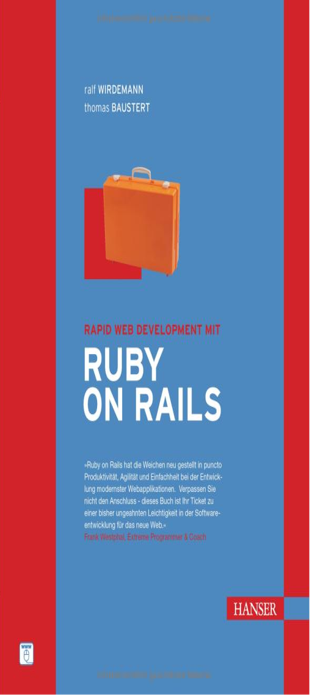 ralf WIRDEMANN
thomas BAUSTERT
RAPID WEB DEVELOPMENT MIT
RUBY
ON RAILS
»Ruby on Rails hat die Weichen neu gestellt in puncto
Produktivität, Agilität und Einfachheit bei der Entwick-
lung modernster Webapplikationen. Verpassen Sie
nicht den Anschluss - dieses Buch ist Ihr Ticket zu
einer bisher ungeahnten Leichtigkeit in der Software-
entwicklung für das neue Web.«
Frank Westphal, Extreme Programmer & Coach
HANSER
www